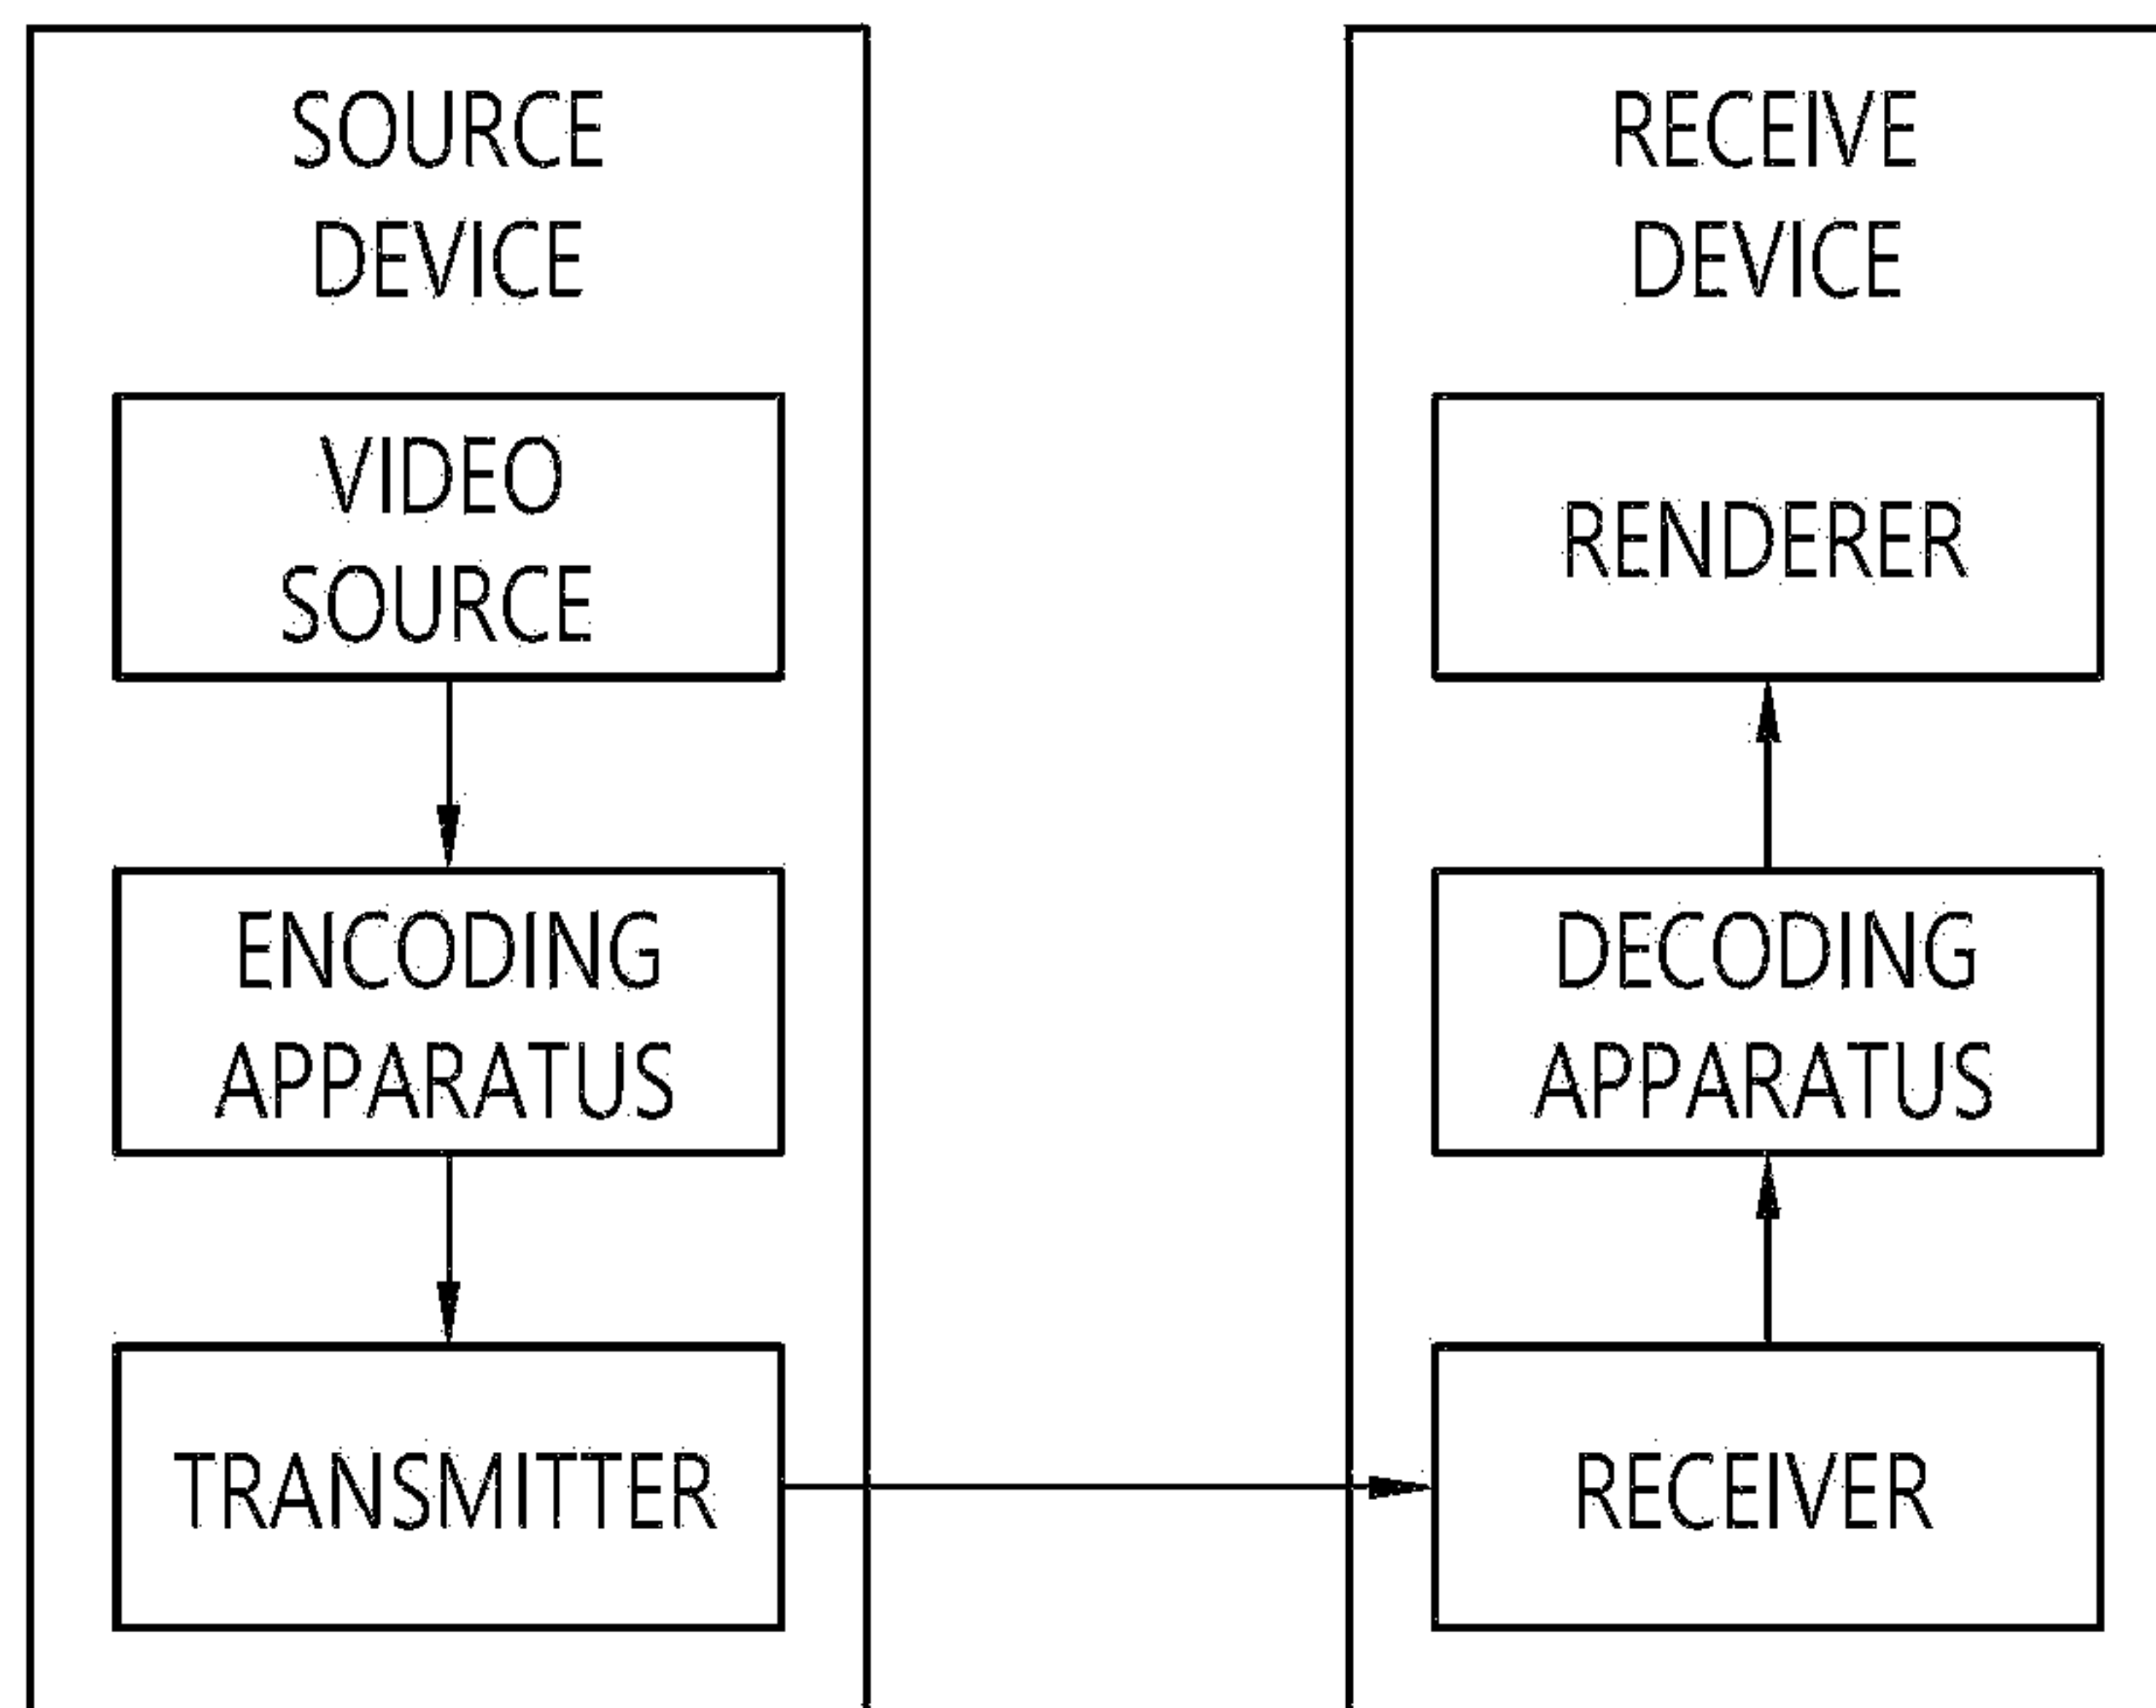 SOURCE
DEVICE
VIDEO
SOURCE
ENCODING
APPARATUS
TRANSMITTER
RECEIVE
DEVICE
RENDERER
DECODING
APPARATUS
RECEIVER